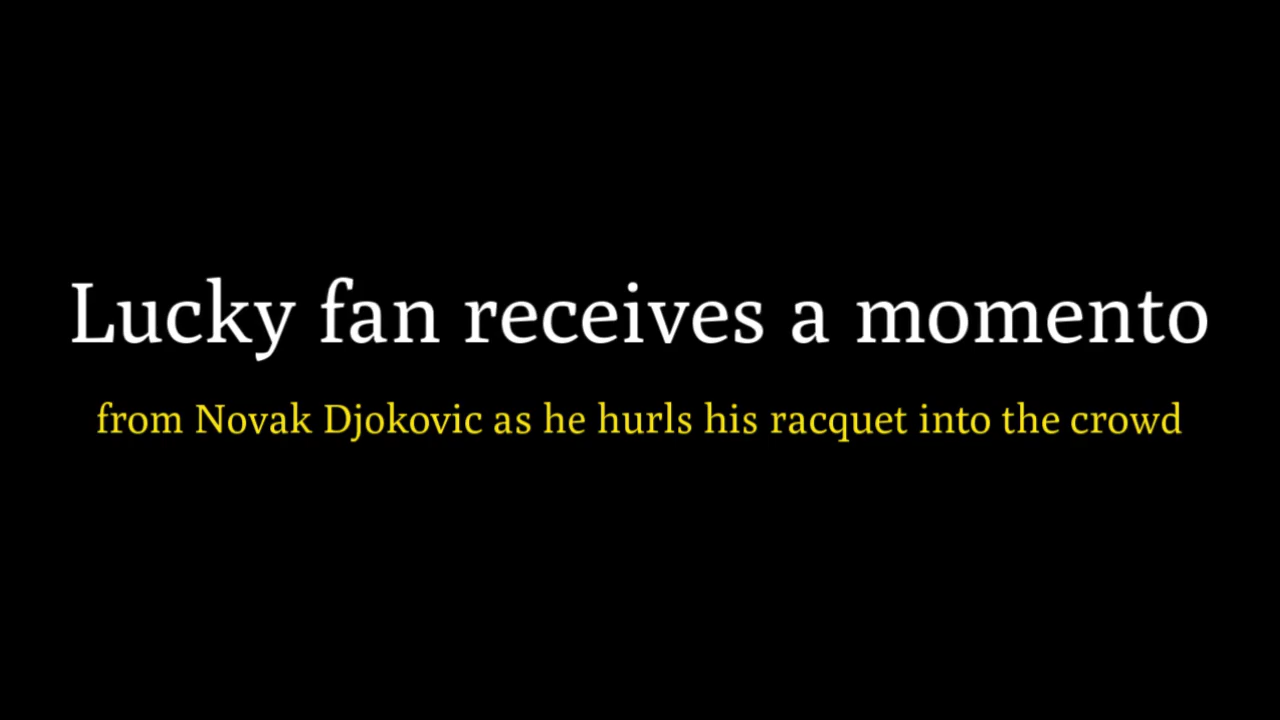 Lucky fan receives a momento
from Novak Djokovic as he hurls his racquet into the crowd